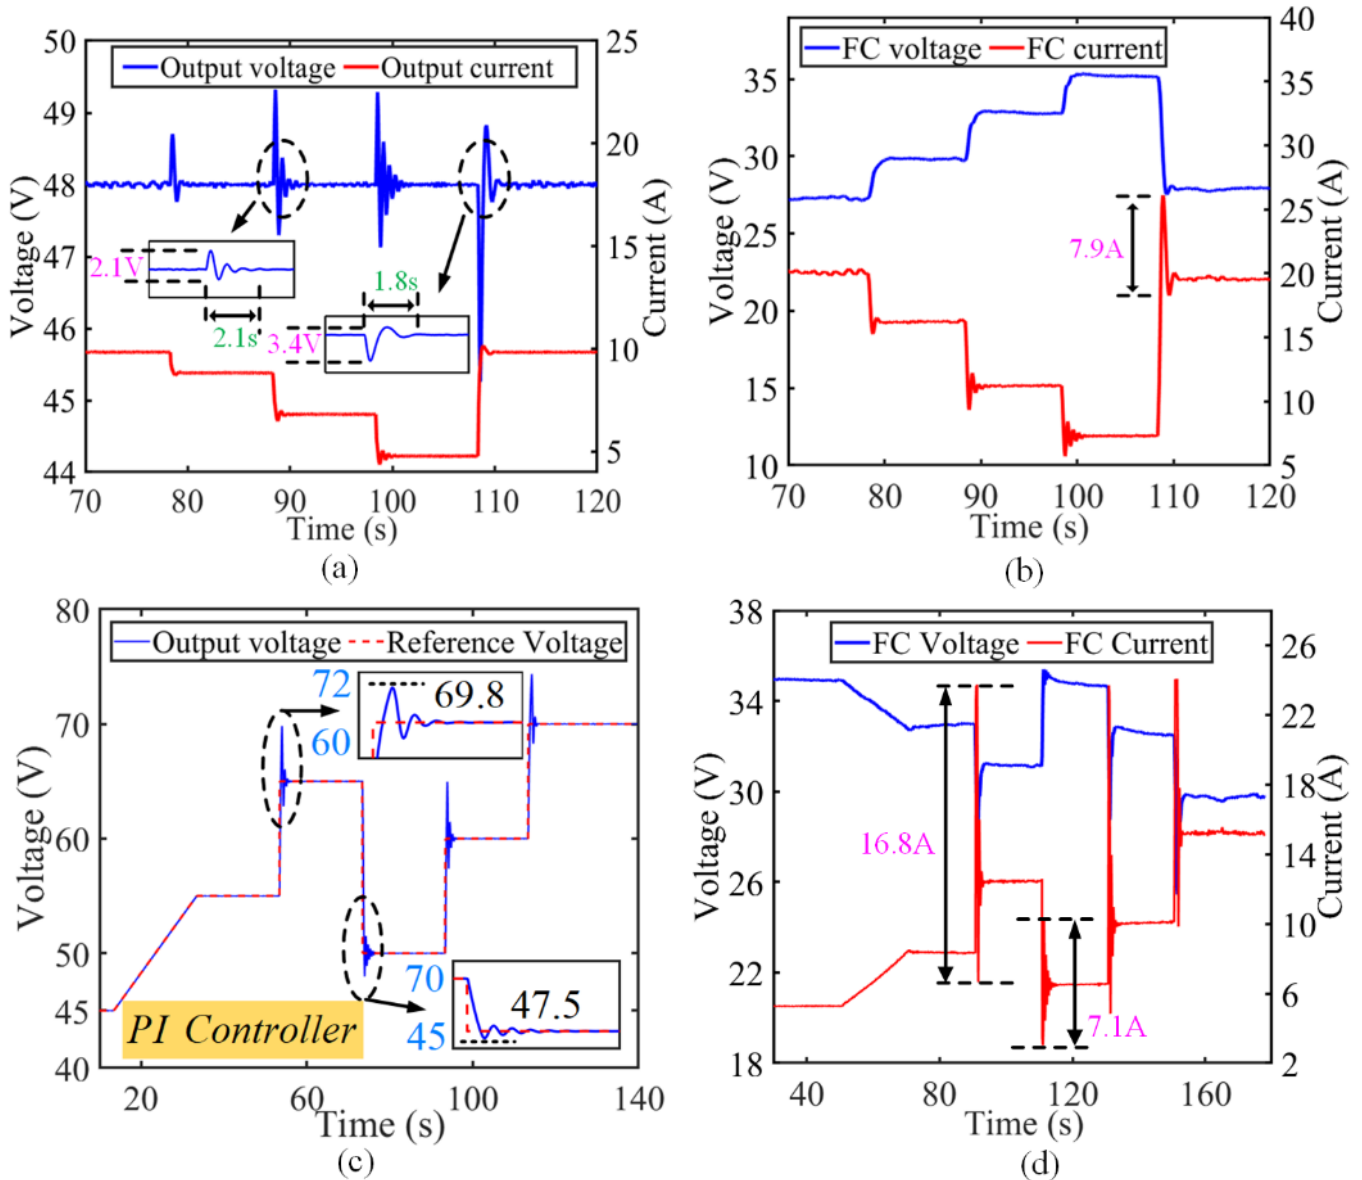 (a)
Output voltage Output current
Voltage (V)
50
49
48
47
46
45
44
Current (A)
25
20
15
10
5
2.1V
2.1s
3.4V
1.8s
70 80 90 100 110 120
Time (s)
(a)
FC voltage FC current
Voltage (V)
35
30
25
20
15
10
Current (A)
40
35
30
25
20
15
10
5
7.9A
70 80 90 100 110 120
Time (s)
(b)
Output voltage Reference Voltage
Voltage (V)
80
70
60
50
45
40
72
60
69.8
70
45
47.5
PI Controller
20 60 100 140
Time (s)
(c)
FC Voltage FC Current
Voltage (V)
38
34
30
26
22
18
Current (A)
26
22
18
14
10
6
2
16.8A
7.1A
40 80 120 160
Time (s)
(d)